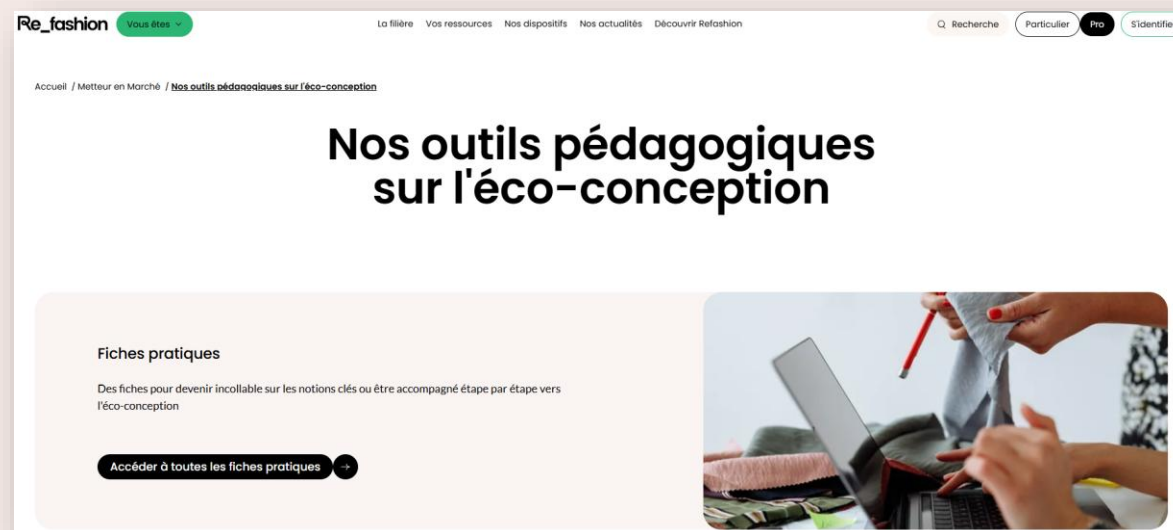 Re_fashion
Vous êtes
La filière Vos ressources Nos dispositifs Nos actualités Découvrir Refashion
Recherche
Particulier
Pro
S'identifie
Accueil / Metteur en Marché / Nos outils pédagogiques sur l'éco-conception
Nos outils pédagogiques
sur l'éco-conception
Fiches pratiques
Des fiches pour devenir incollable sur les notions clés ou être accompagné étape par étape vers
l'éco-conception
Accéder à toutes les fiches pratiques →